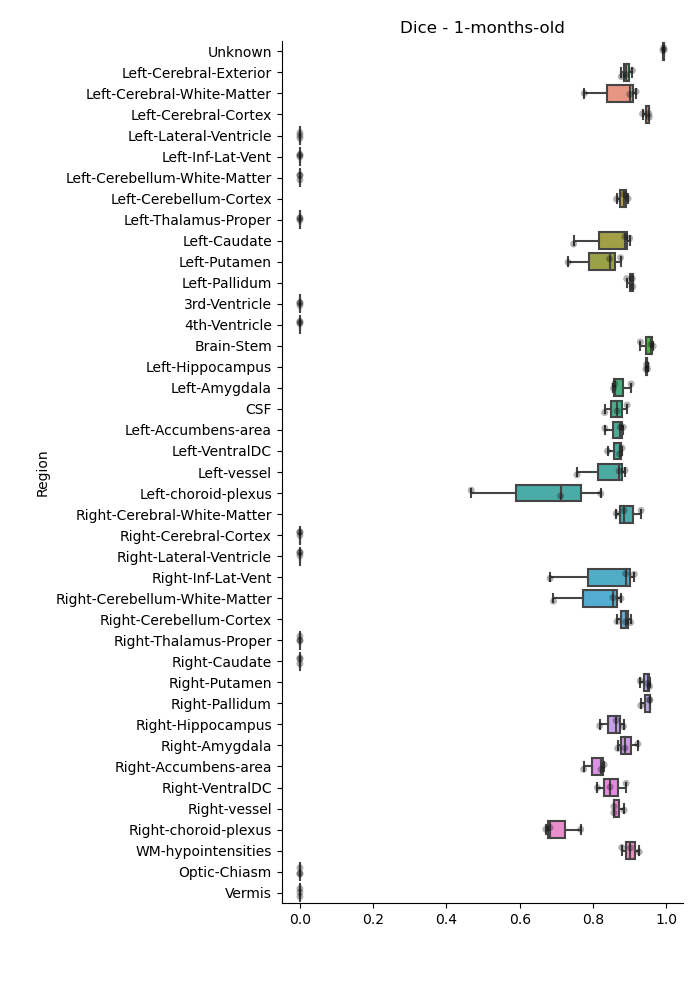 Dice - 1-months-old
Unknown
Left-Cerebral-Exterior
Left-Cerebral-White-Matter
Left-Cerebral-Cortex
Left-Lateral-Ventricle
Left-Inf-Lat-Vent
Left-Cerebellum-White-Matter
Left-Cerebellum-Cortex
Left-Thalamus-Proper
Left-Caudate
Left-Putamen
Left-Pallidum
3rd-Ventricle
4th-Ventricle
Brain-Stem
Left-Hippocampus
Left-Amygdala
CSF
Left-Accumbens-area
Left-VentralDC
Left-vessel
Left-choroid-plexus
Right-Cerebral-White-Matter
Right-Cerebral-Cortex
Right-Lateral-Ventricle
Right-Inf-Lat-Vent
Right-Cerebellum-White-Matter
Right-Cerebellum-Cortex
Right-Thalamus-Proper
Right-Caudate
Right-Putamen
Right-Pallidum
Right-Hippocampus
Right-Amygdala
Right-Accumbens-area
Right-VentralDC
Right-vessel
Right-choroid-plexus
WM-hypointensities
Optic-Chiasm
Vermis
Region
0.0 0.2 0.4 0.6 0.8 1.0